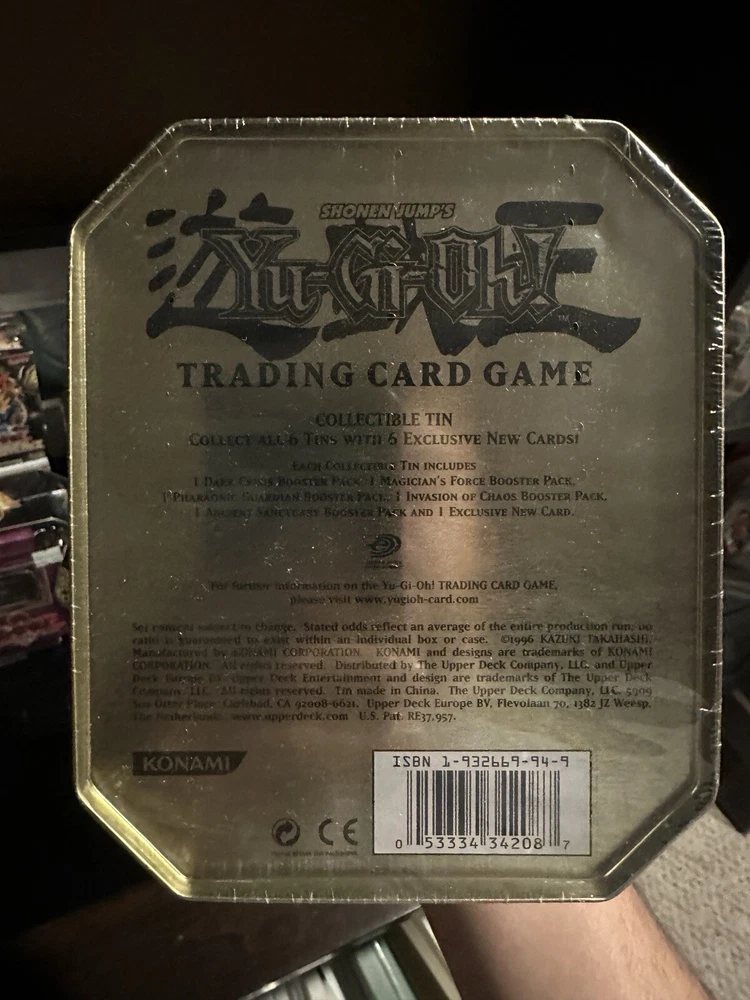 SHONEN JUMP'S
遊☆戯☆王
Yu-Gi-Oh!
™
TRADING CARD GAME
COLLECTIBLE TIN
COLLECT ALL 6 TINS WITH 6 EXCLUSIVE NEW CARDS!
EACH COLLECTIBLE TIN INCLUDES
1 DARK CRISIS BOOSTER PACK, 1 MAGICIAN'S FORCE BOOSTER PACK,
1 PHARAONIC GUARDIAN BOOSTER PACK, 1 INVASION OF CHAOS BOOSTER PACK,
1 ANCIENT SANCTUARY BOOSTER PACK AND 1 EXCLUSIVE NEW CARD.
For further information on the Yu-Gi-Oh! TRADING CARD GAME,
please visit www.yugioh-card.com
Set content subject to change. Stated odds reflect an average of the entire production run; no
ratio is guaranteed to exist within an individual box or case. ©1996 KAZUKI TAKAHASHI.
Manufactured by KONAMI CORPORATION. KONAMI and designs are trademarks of KONAMI
CORPORATION. All rights reserved. Distributed by The Upper Deck Company, LLC. and Upper
Deck Europe BV. Upper Deck Entertainment and design are trademarks of The Upper Deck
Company, LLC. All rights reserved. Tin made in China. The Upper Deck Company, LLC. 5909
Sea Otter Place, Carlsbad, CA 92008-6621. Upper Deck Europe BV, Flevolaan 70, 1382 JZ Weesp,
The Netherlands. www.upperdeck.com U.S. Pat. RE37,957.
KONAMI
CE
ISBN 1-932669-94-9
0 53334 34208 7